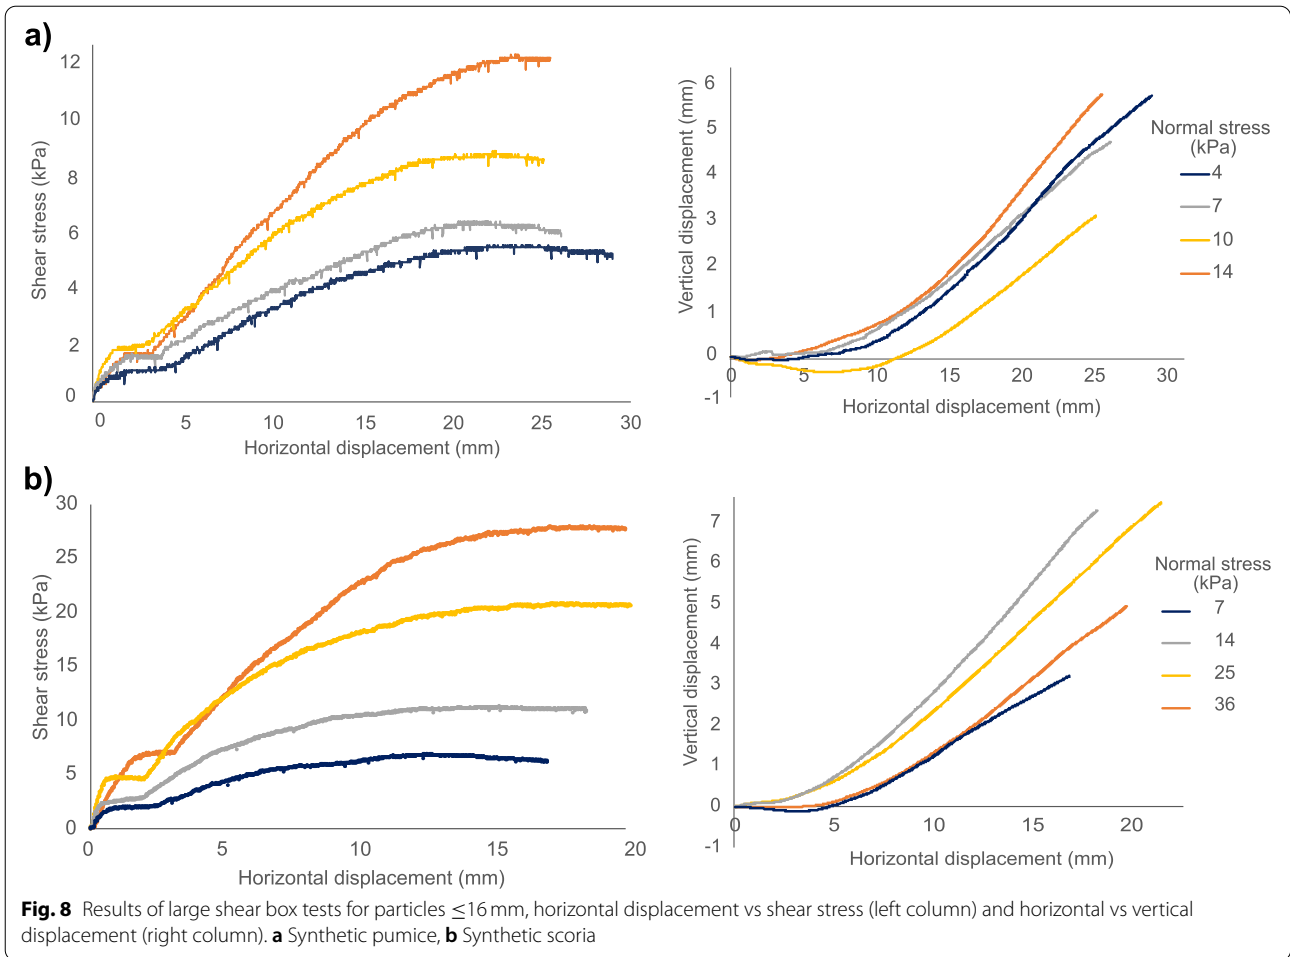 a)
12
10
8
6
4
2
0
Shear stress (kPa)
0 5 10 15 20 25 30
Horizontal displacement (mm)
6
5
4
3
2
1
0
-1
Vertical displacement (mm)
0 5 10 15 20 25 30
Horizontal displacement (mm)
Normal stress
(kPa)
4
7
10
14
b)
30
25
20
15
10
5
0
Shear stress (kPa)
0 5 10 15 20
Horizontal displacement (mm)
7
6
5
4
3
2
1
0
-1
Vertical displacement (mm)
0 5 10 15 20
Horizontal displacement (mm)
Normal stress
(kPa)
7
14
25
36
Fig. 8 Results of large shear box tests for particles ≤16 mm, horizontal displacement vs shear stress (left column) and horizontal vs vertical
displacement (right column). a Synthetic pumice, b Synthetic scoria